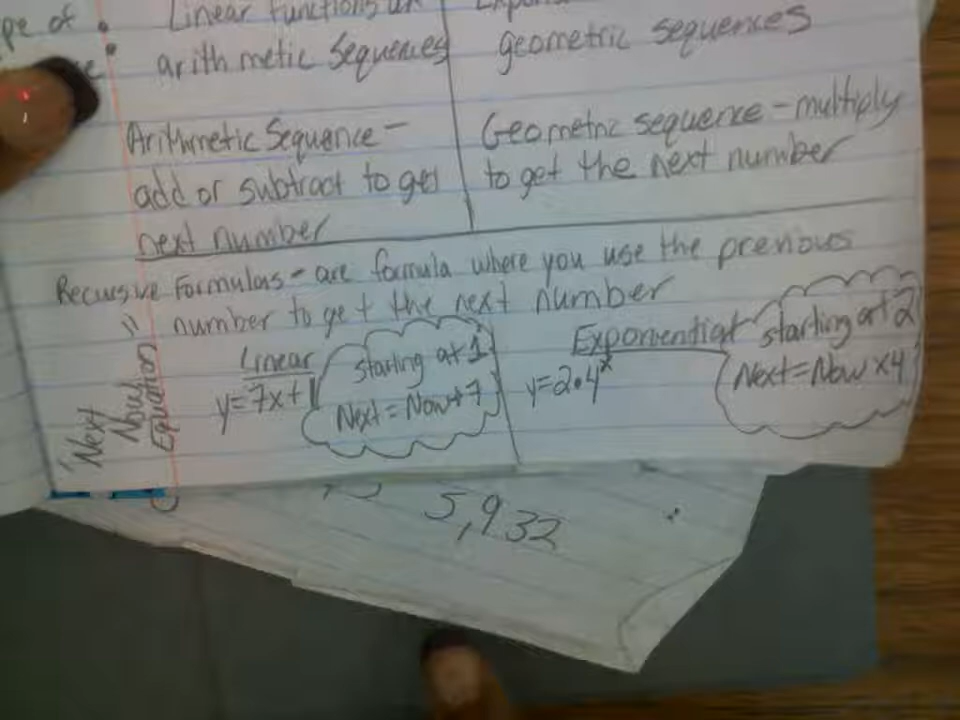 pe of • Linear functions
arithmetic Sequences geometric sequences
Arithmetic Sequence - Geometric sequence - multiply
add or subtract to get to get the next number
next number
Recursive Formulas - are formula where you use the previous
number to get the next number
"Next Now" Equation
Linear starting at 1 Exponential starting at 2
y=7x+1 Next = Now+7 y=2•4ˣ Next=Now x4
5,932